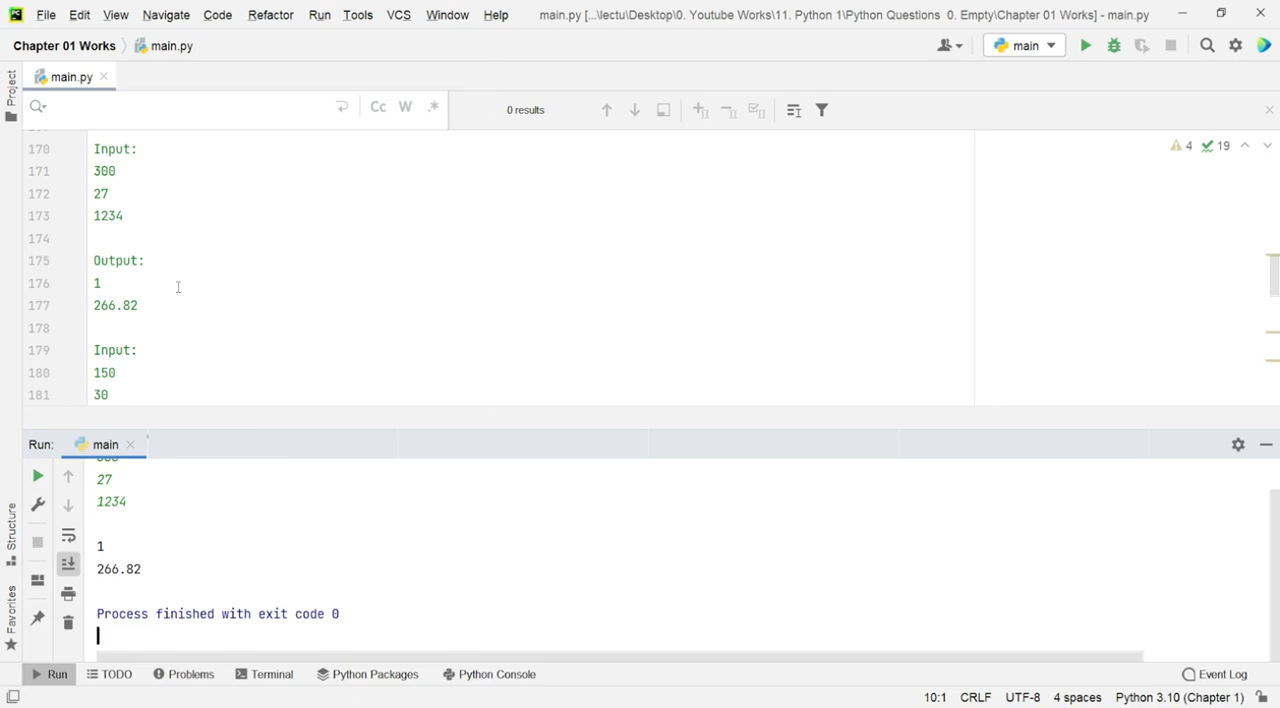 File Edit View Navigate Code Refactor Run Tools VCS Window Help main.py [...\lectu\Desktop\0. Youtube Works\11. Python 1\Python Questions 0. Empty\Chapter 01 Works] - main.py
Chapter 01 Works main.py main
Project main.py
Cc W .* 0 results
170 Input: 4 19
171 300
172 27
173 1234
174
175 Output:
176 1
177 266.82
178
179 Input:
180 150
181 30
Run: main
27
1234
1
266.82
Process finished with exit code 0
Structure
Favorites
Run TODO Problems Terminal Python Packages Python Console Event Log
10:1 CRLF UTF-8 4 spaces Python 3.10 (Chapter 1)